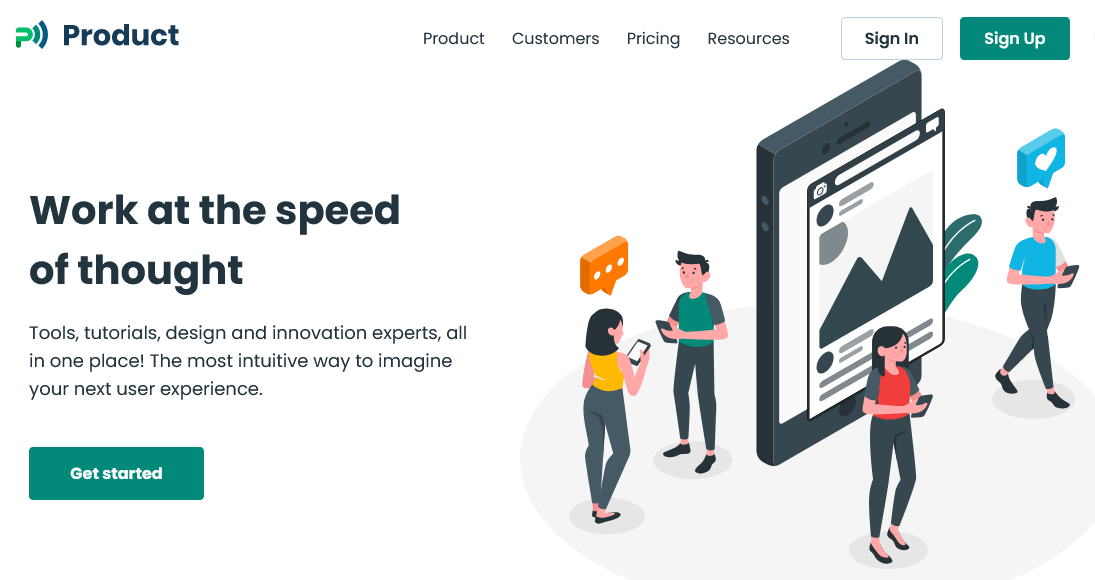 Product
Product Customers Pricing Resources Sign In Sign Up
Work at the speed
of thought
Tools, tutorials, design and innovation experts, all
in one place! The most intuitive way to imagine
your next user experience.
Get started